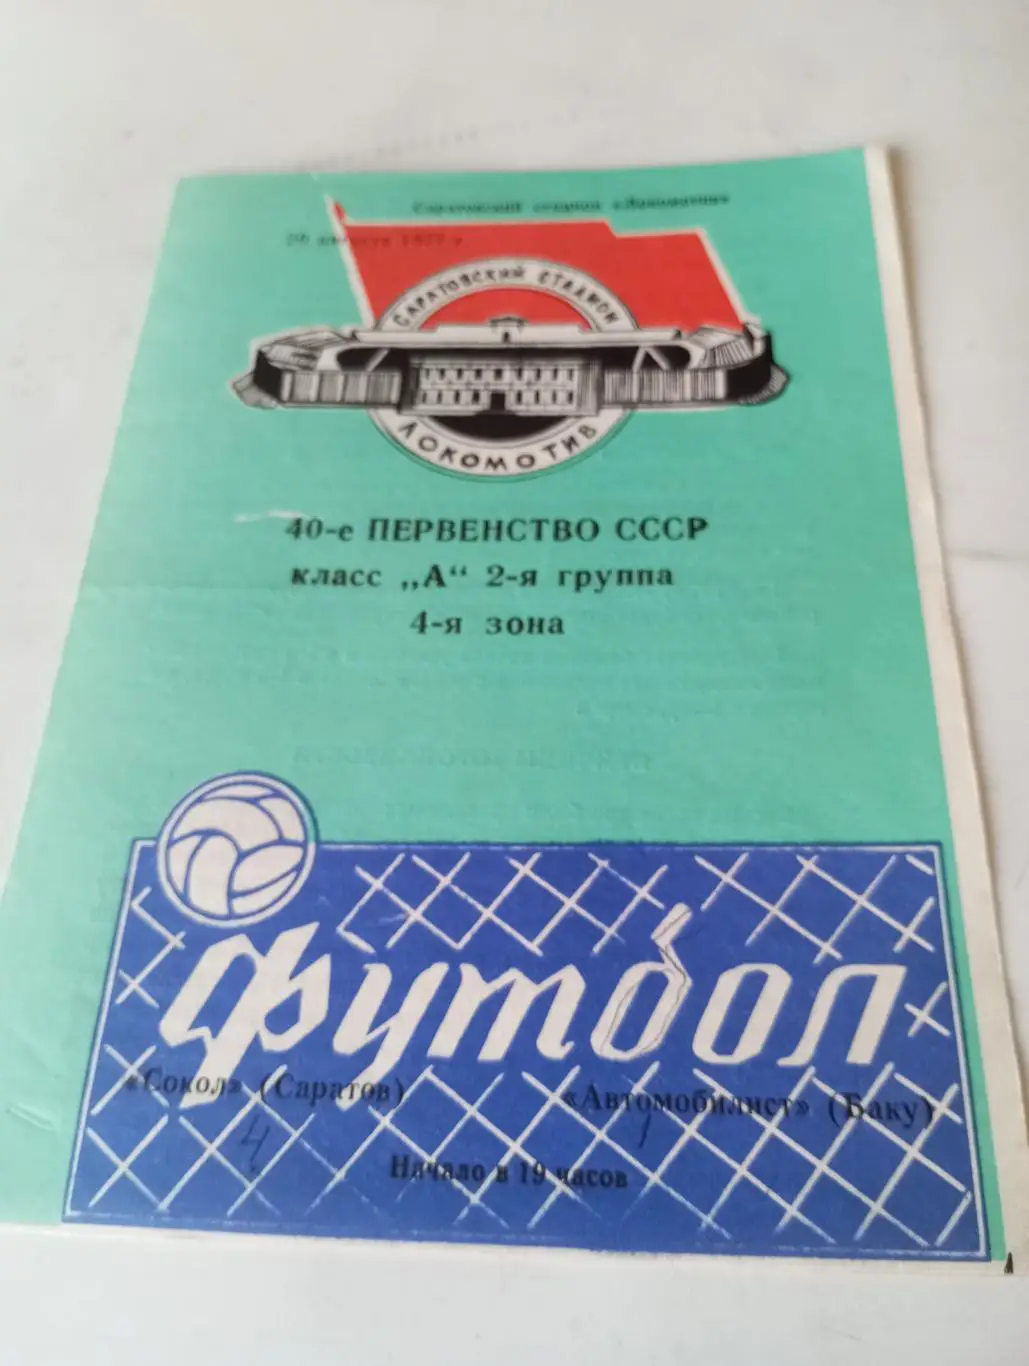 Саратовский стадион «Локомотив»
августа 1977 г.
САРАТОВСКИЙ СТАДИОН
ЛОКОМОТИВ
40-е ПЕРВЕНСТВО СССР
класс „А“ 2-я группа
4-я зона
Футбол
«Сокол» (Саратов) «Автомобилист» (Баку)
4 1
Начало в 19 часов